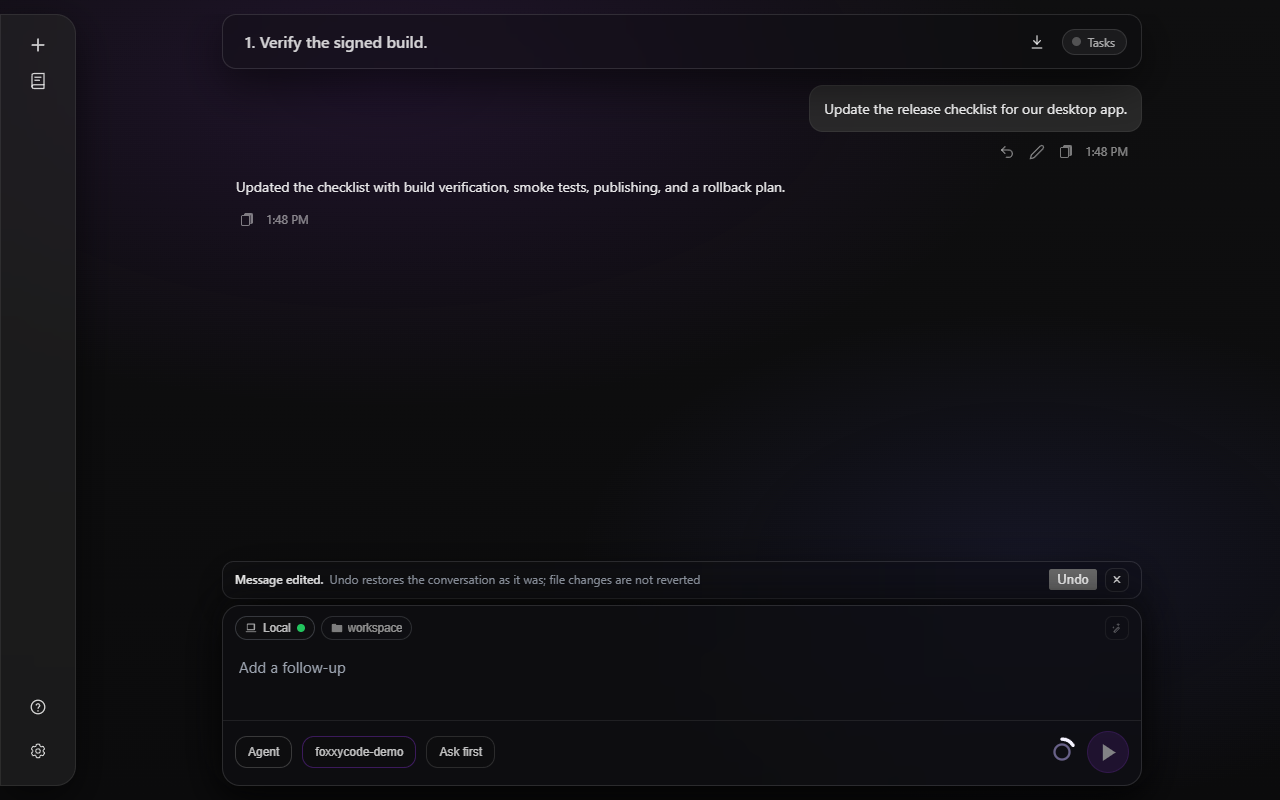 1. Verify the signed build.
Tasks
Update the release checklist for our desktop app.
1:48 PM
Updated the checklist with build verification, smoke tests, publishing, and a rollback plan.
1:48 PM
Message edited. Undo restores the conversation as it was; file changes are not reverted
Undo
Local
workspace
Add a follow-up
Agent
foxxycode-demo
Ask first